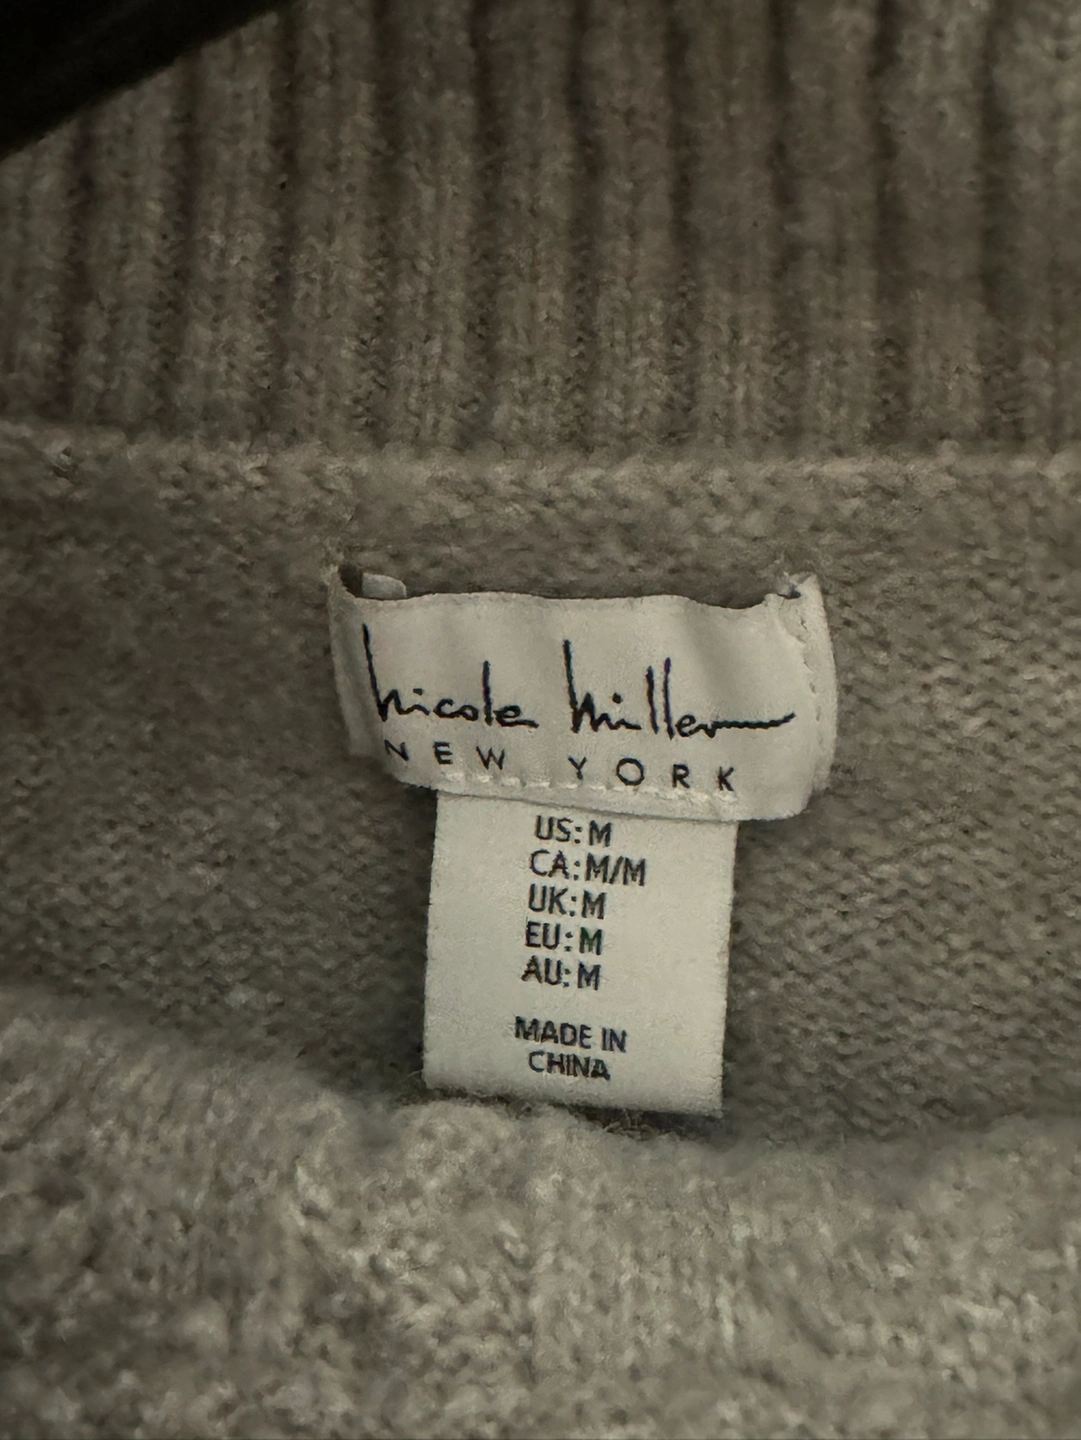 nicole miller
NEW YORK
US: M
CA: M/M
UK: M
EU: M
AU: M
MADE IN
CHINA